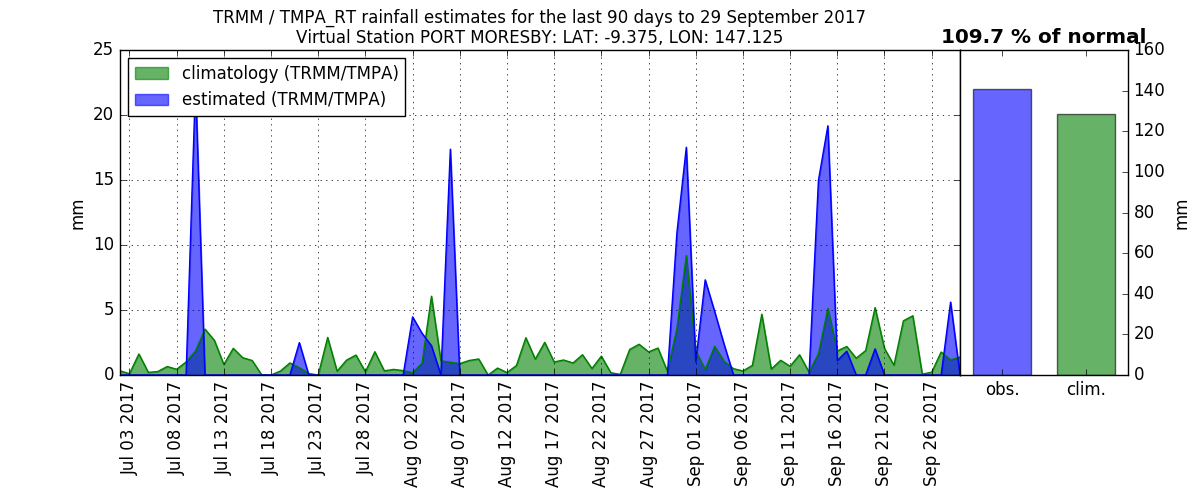 TRMM / TMPA_RT rainfall estimates for the last 90 days to 29 September 2017
Virtual Station PORT MORESBY: LAT: -9.375, LON: 147.125
109.7 % of normal
climatology (TRMM/TMPA)
estimated (TRMM/TMPA)
25
20
15
10
5
0
mm
Jul 03 2017
Jul 08 2017
Jul 13 2017
Jul 18 2017
Jul 23 2017
Jul 28 2017
Aug 02 2017
Aug 07 2017
Aug 12 2017
Aug 17 2017
Aug 22 2017
Aug 27 2017
Sep 01 2017
Sep 06 2017
Sep 11 2017
Sep 16 2017
Sep 21 2017
Sep 26 2017
obs.
clim.
160
140
120
100
80
60
40
20
0
mm